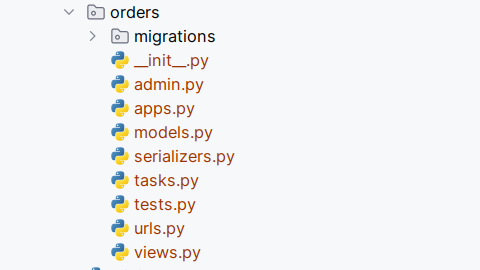 orders
migrations
__init__.py
admin.py
apps.py
models.py
serializers.py
tasks.py
tests.py
urls.py
views.py